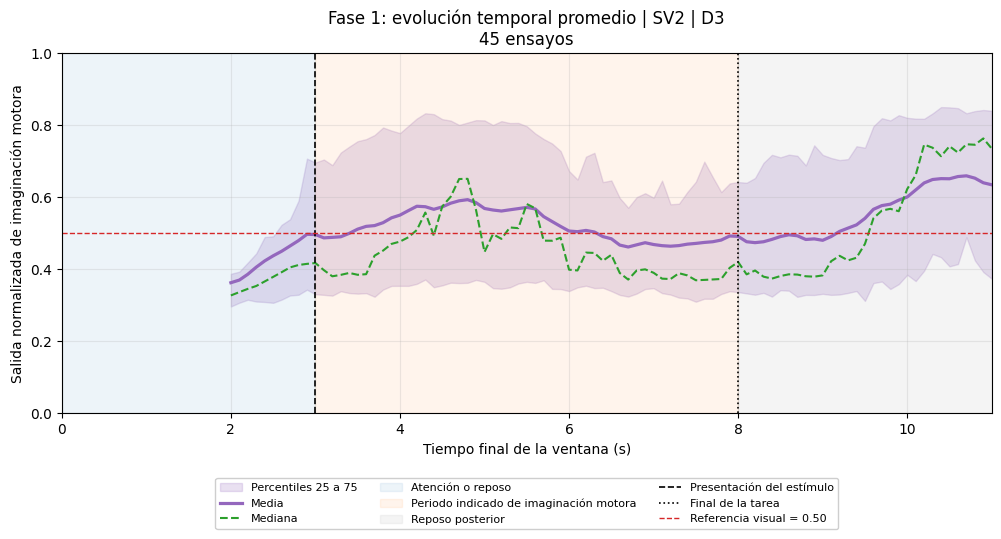 Fase 1: evolución temporal promedio | SV2 | D3
45 ensayos
Salida normalizada de imaginación motora
1.0
0.8
0.6
0.4
0.2
0.0
0
2
4
6
8
10
Tiempo final de la ventana (s)
Percentiles 25 a 75
Media
Mediana
Atención o reposo
Periodo indicado de imaginación motora
Reposo posterior
Presentación del estímulo
Final de la tarea
Referencia visual = 0.50